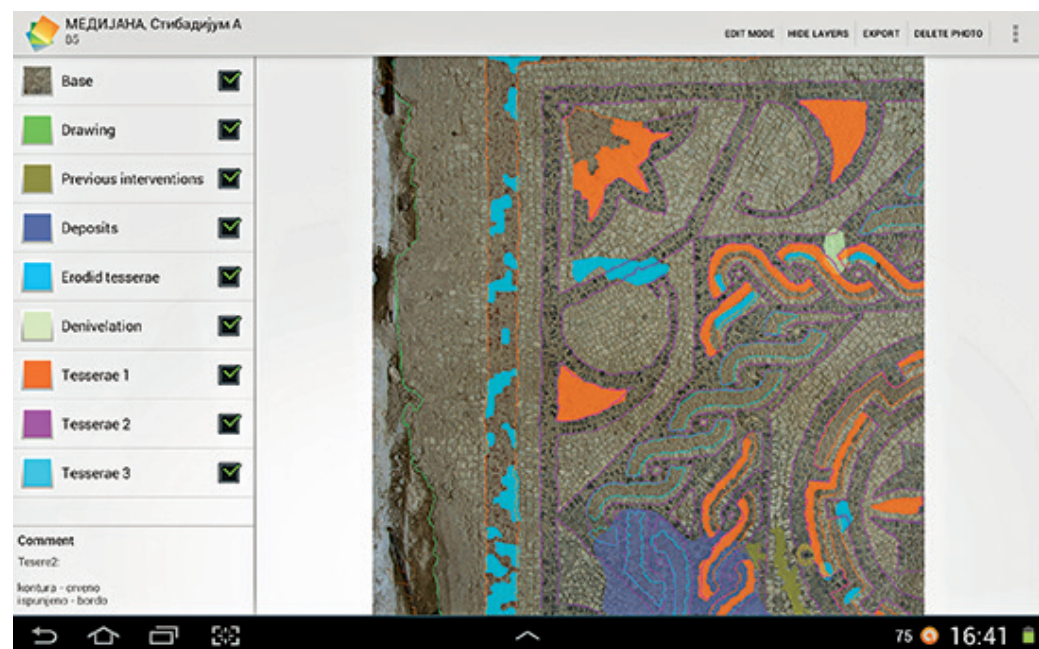 МЕДИЈАНА, Стибадијум А
D5
EDIT MODE HIDE LAYERS EXPORT DELETE PHOTO
Base
Drawing
Previous interventions
Deposits
Erodid tesserae
Denivelation
Tesserae 1
Tesserae 2
Tesserae 3
Comment
Tesere2:
kontura - crveno
ispunjeno - bordo
75 16:41